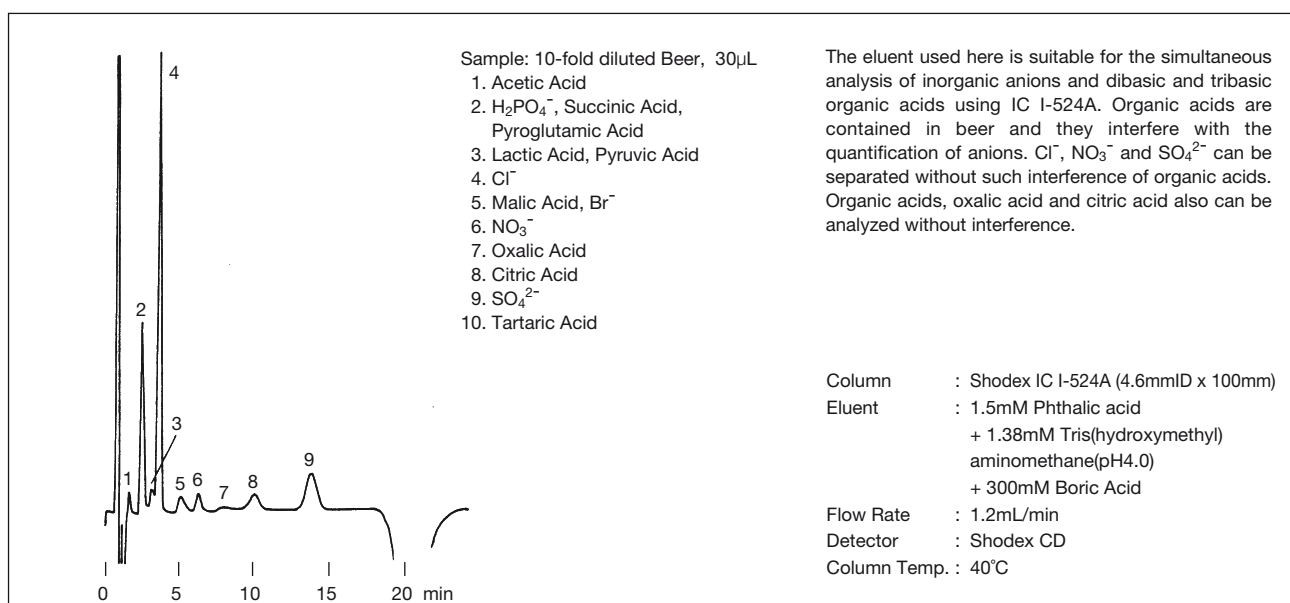 4
3
2
1
5
6
7
8
9
0
5
10
15
20
min
Sample: 10-fold diluted Beer, 30μL
1. Acetic Acid
2. H₂PO₄⁻, Succinic Acid,
Pyroglutamic Acid
3. Lactic Acid, Pyruvic Acid
4. Cl⁻
5. Malic Acid, Br⁻
6. NO₃⁻
7. Oxalic Acid
8. Citric Acid
9. SO₄²⁻
10. Tartaric Acid
The eluent used here is suitable for the simultaneous
analysis of inorganic anions and dibasic and tribasic
organic acids using IC I-524A. Organic acids are
contained in beer and they interfere with the
quantification of anions. Cl⁻, NO₃⁻ and SO₄²⁻ can be
separated without such interference of organic acids.
Organic acids, oxalic acid and citric acid also can be
analyzed without interference.
Column : Shodex IC I-524A (4.6mmID x 100mm)
Eluent : 1.5mM Phthalic acid
+ 1.38mM Tris(hydroxymethyl)
aminomethane(pH4.0)
+ 300mM Boric Acid
Flow Rate : 1.2mL/min
Detector : Shodex CD
Column Temp. : 40°C